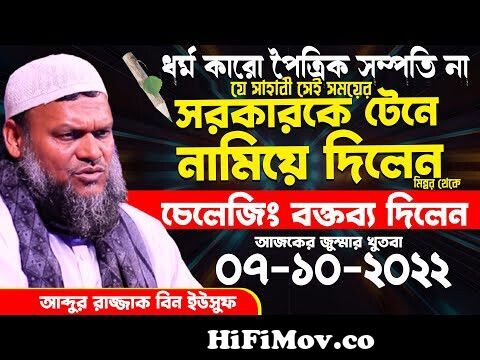 ধর্ম কারো পৈত্রিক সম্পতি না
যে সাহাবী সেই সময়ের
সরকারকে টেনে
নামিয়ে দিলেন
মিম্বর থেকে
চেলেজিং বক্তব্য দিলেন
আজকের জুম্মার খুতবা
০৭-১০-২০২২
আব্দুর রাজ্জাক বিন ইউসুফ
HiFiMov.co